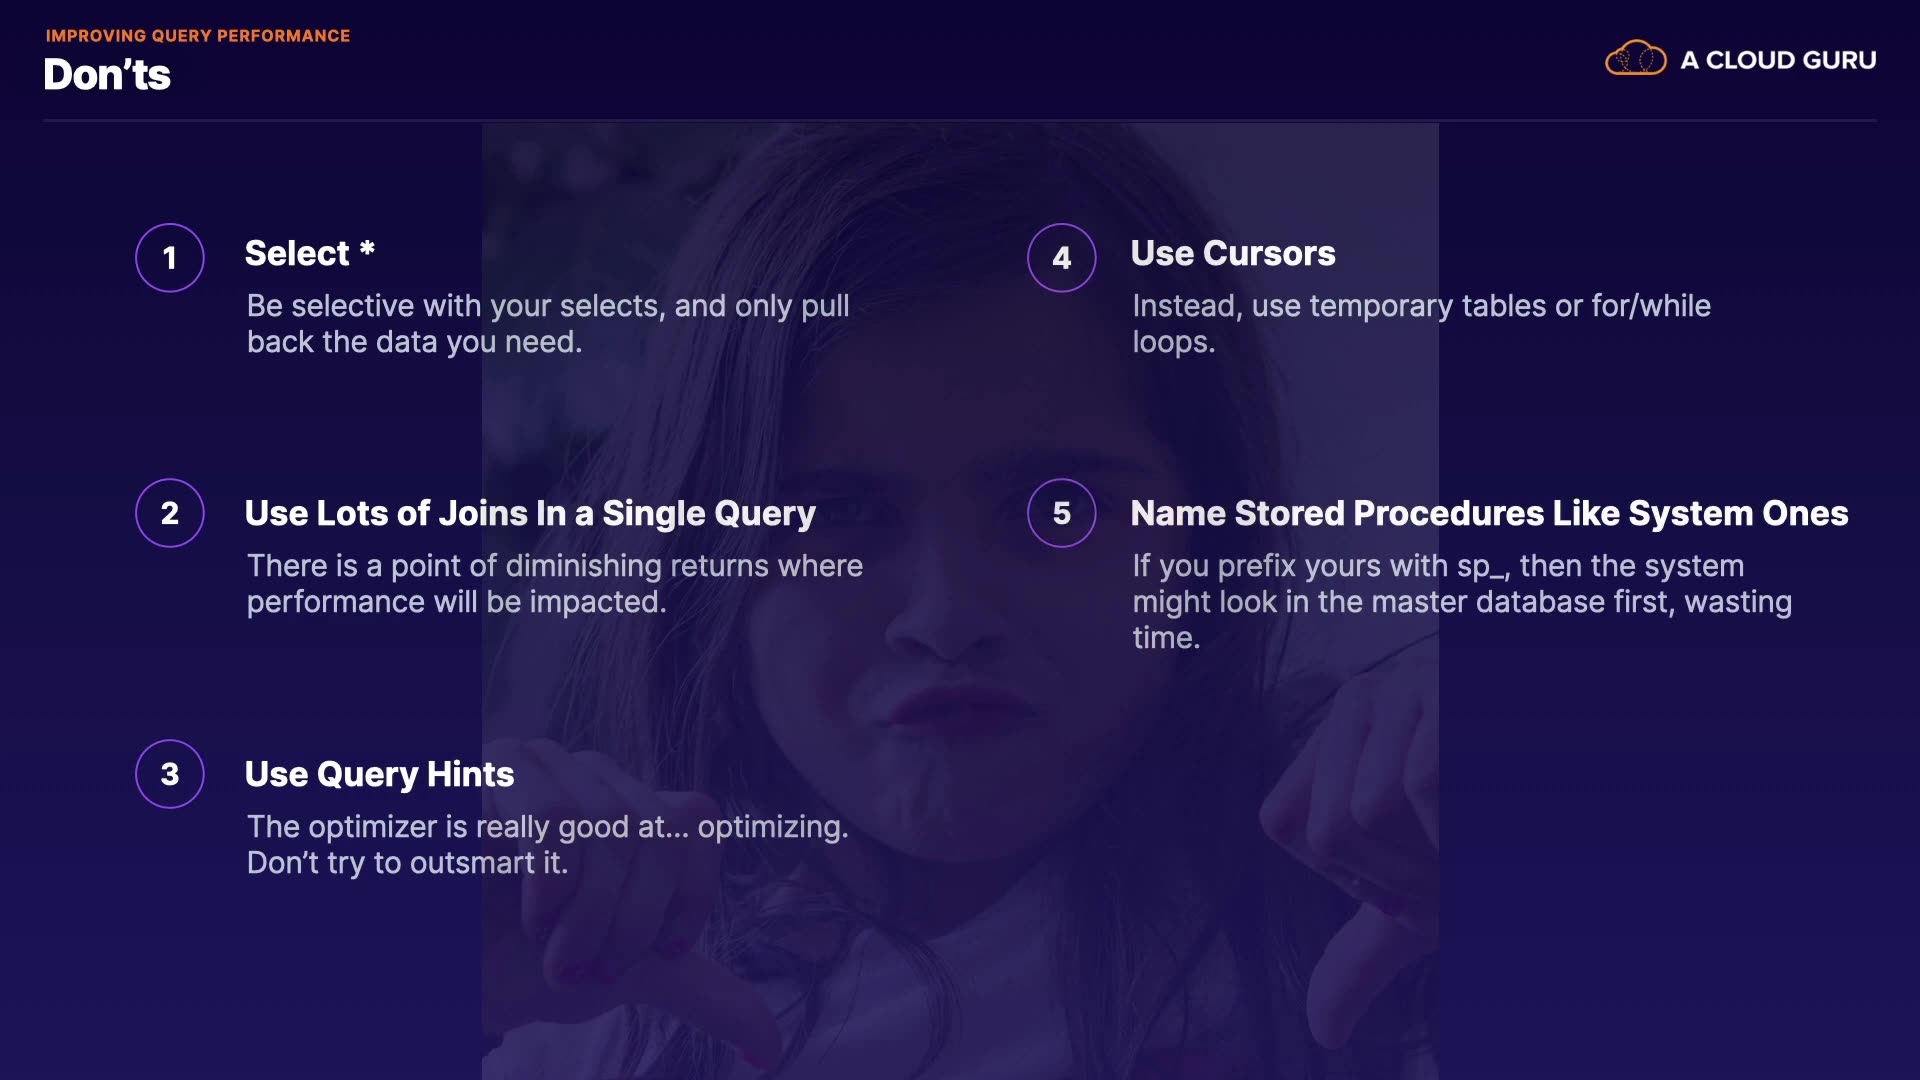 IMPROVING QUERY PERFORMANCE
Don’ts
A CLOUD GURU
1
Select *
Be selective with your selects, and only pull
back the data you need.
2
Use Lots of Joins In a Single Query
There is a point of diminishing returns where
performance will be impacted.
3
Use Query Hints
The optimizer is really good at... optimizing.
Don’t try to outsmart it.
4
Use Cursors
Instead, use temporary tables or for/while
loops.
5
Name Stored Procedures Like System Ones
If you prefix yours with sp_, then the system
might look in the master database first, wasting
time.